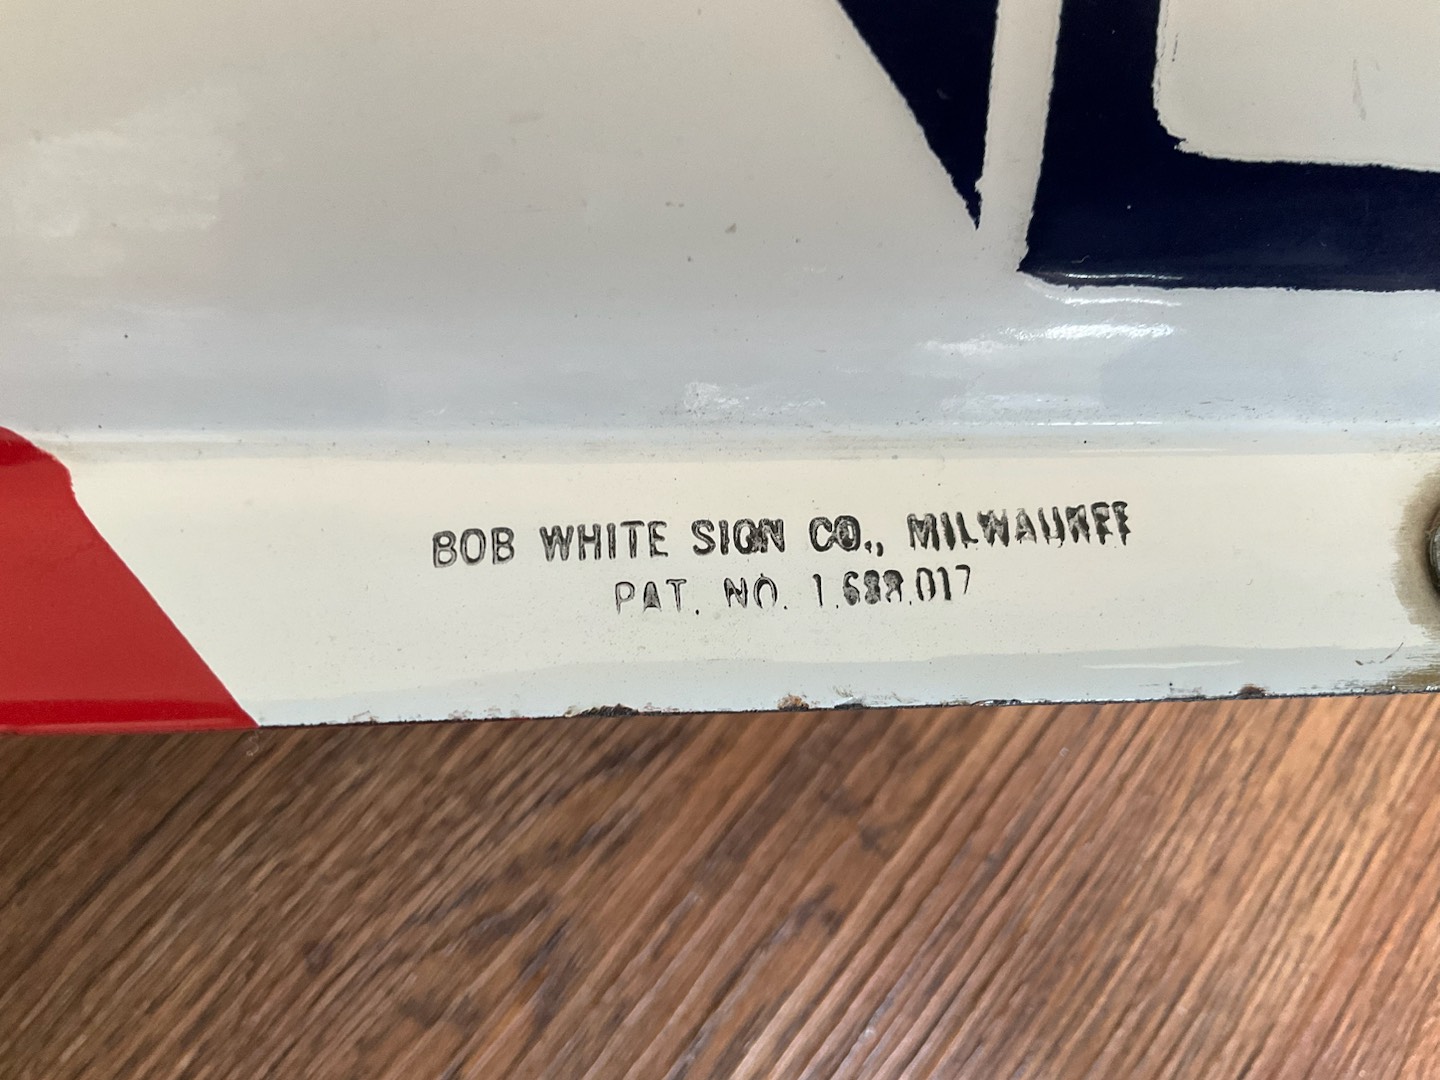 BOB WHITE SIGN CO., MILWAUKEE
PAT. NO. 1,688,017